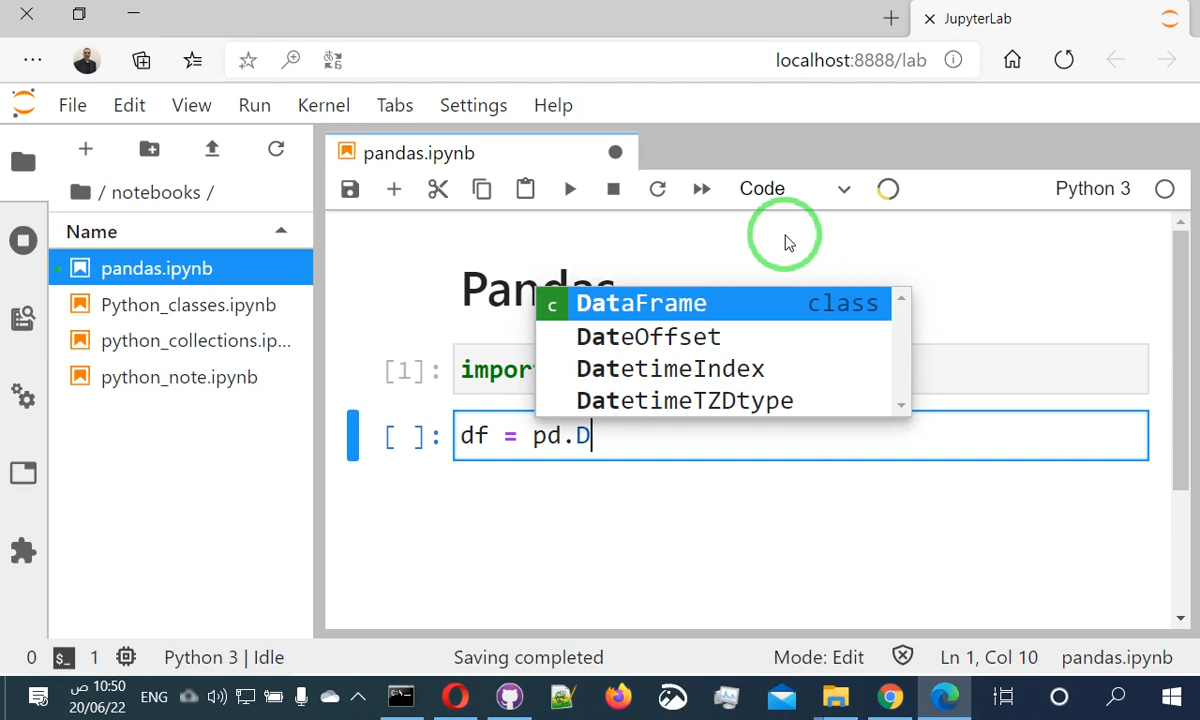 JupyterLab
localhost:8888/lab
File Edit View Run Kernel Tabs Settings Help
/ notebooks /
Name
pandas.ipynb
Python_classes.ipynb
python_collections.ip...
python_note.ipynb
pandas.ipynb
Code
Python 3
c DataFrame class
DateOffset
DatetimeIndex
DatetimeTZDtype
[1]:
[ ]: df = pd.D
0 $_ 1 Python 3 | Idle Saving completed Mode: Edit Ln 1, Col 10 pandas.ipynb
10:50 ص
20/06/22
ENG